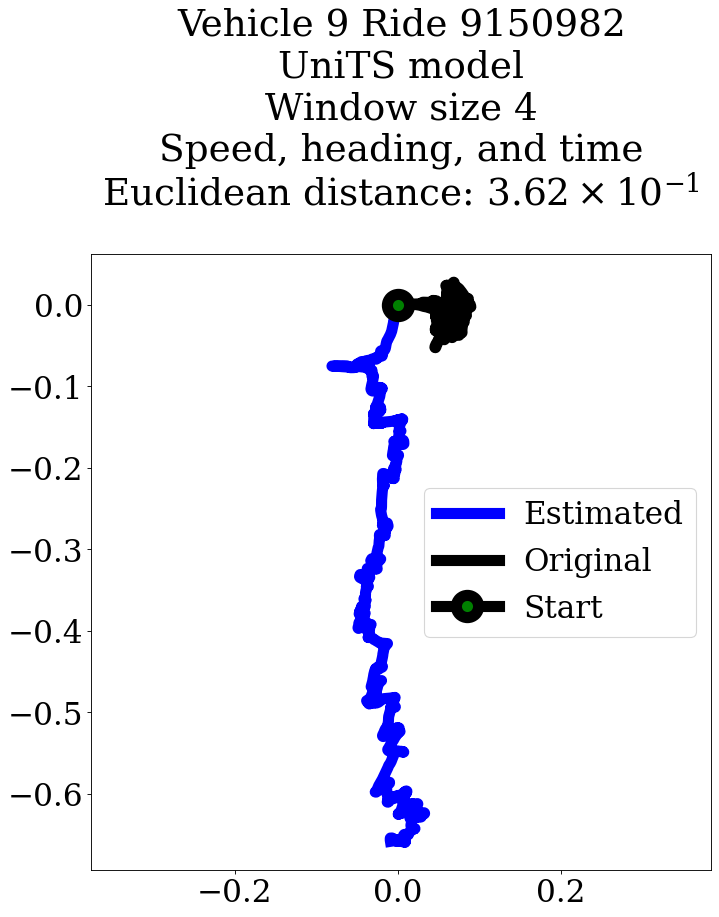 Vehicle 9 Ride 9150982
UniTS model
Window size 4
Speed, heading, and time
Euclidean distance: 3.62 × 10⁻¹
0.0
−0.1
−0.2
−0.3
−0.4
−0.5
−0.6
Estimated
Original
Start
−0.2 0.0 0.2